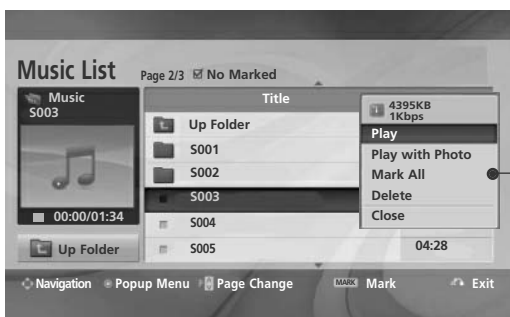 Music List
Page 2/3
No Marked
Music
S003
00:00/01:34
Up Folder
Title
Up Folder
S001
S002
S003
S004
S005
04:28
4395KB
1Kbps
Play
Play with Photo
Mark All
Delete
Close
Navigation
Popup Menu
Page Change
MARK
Mark
Exit